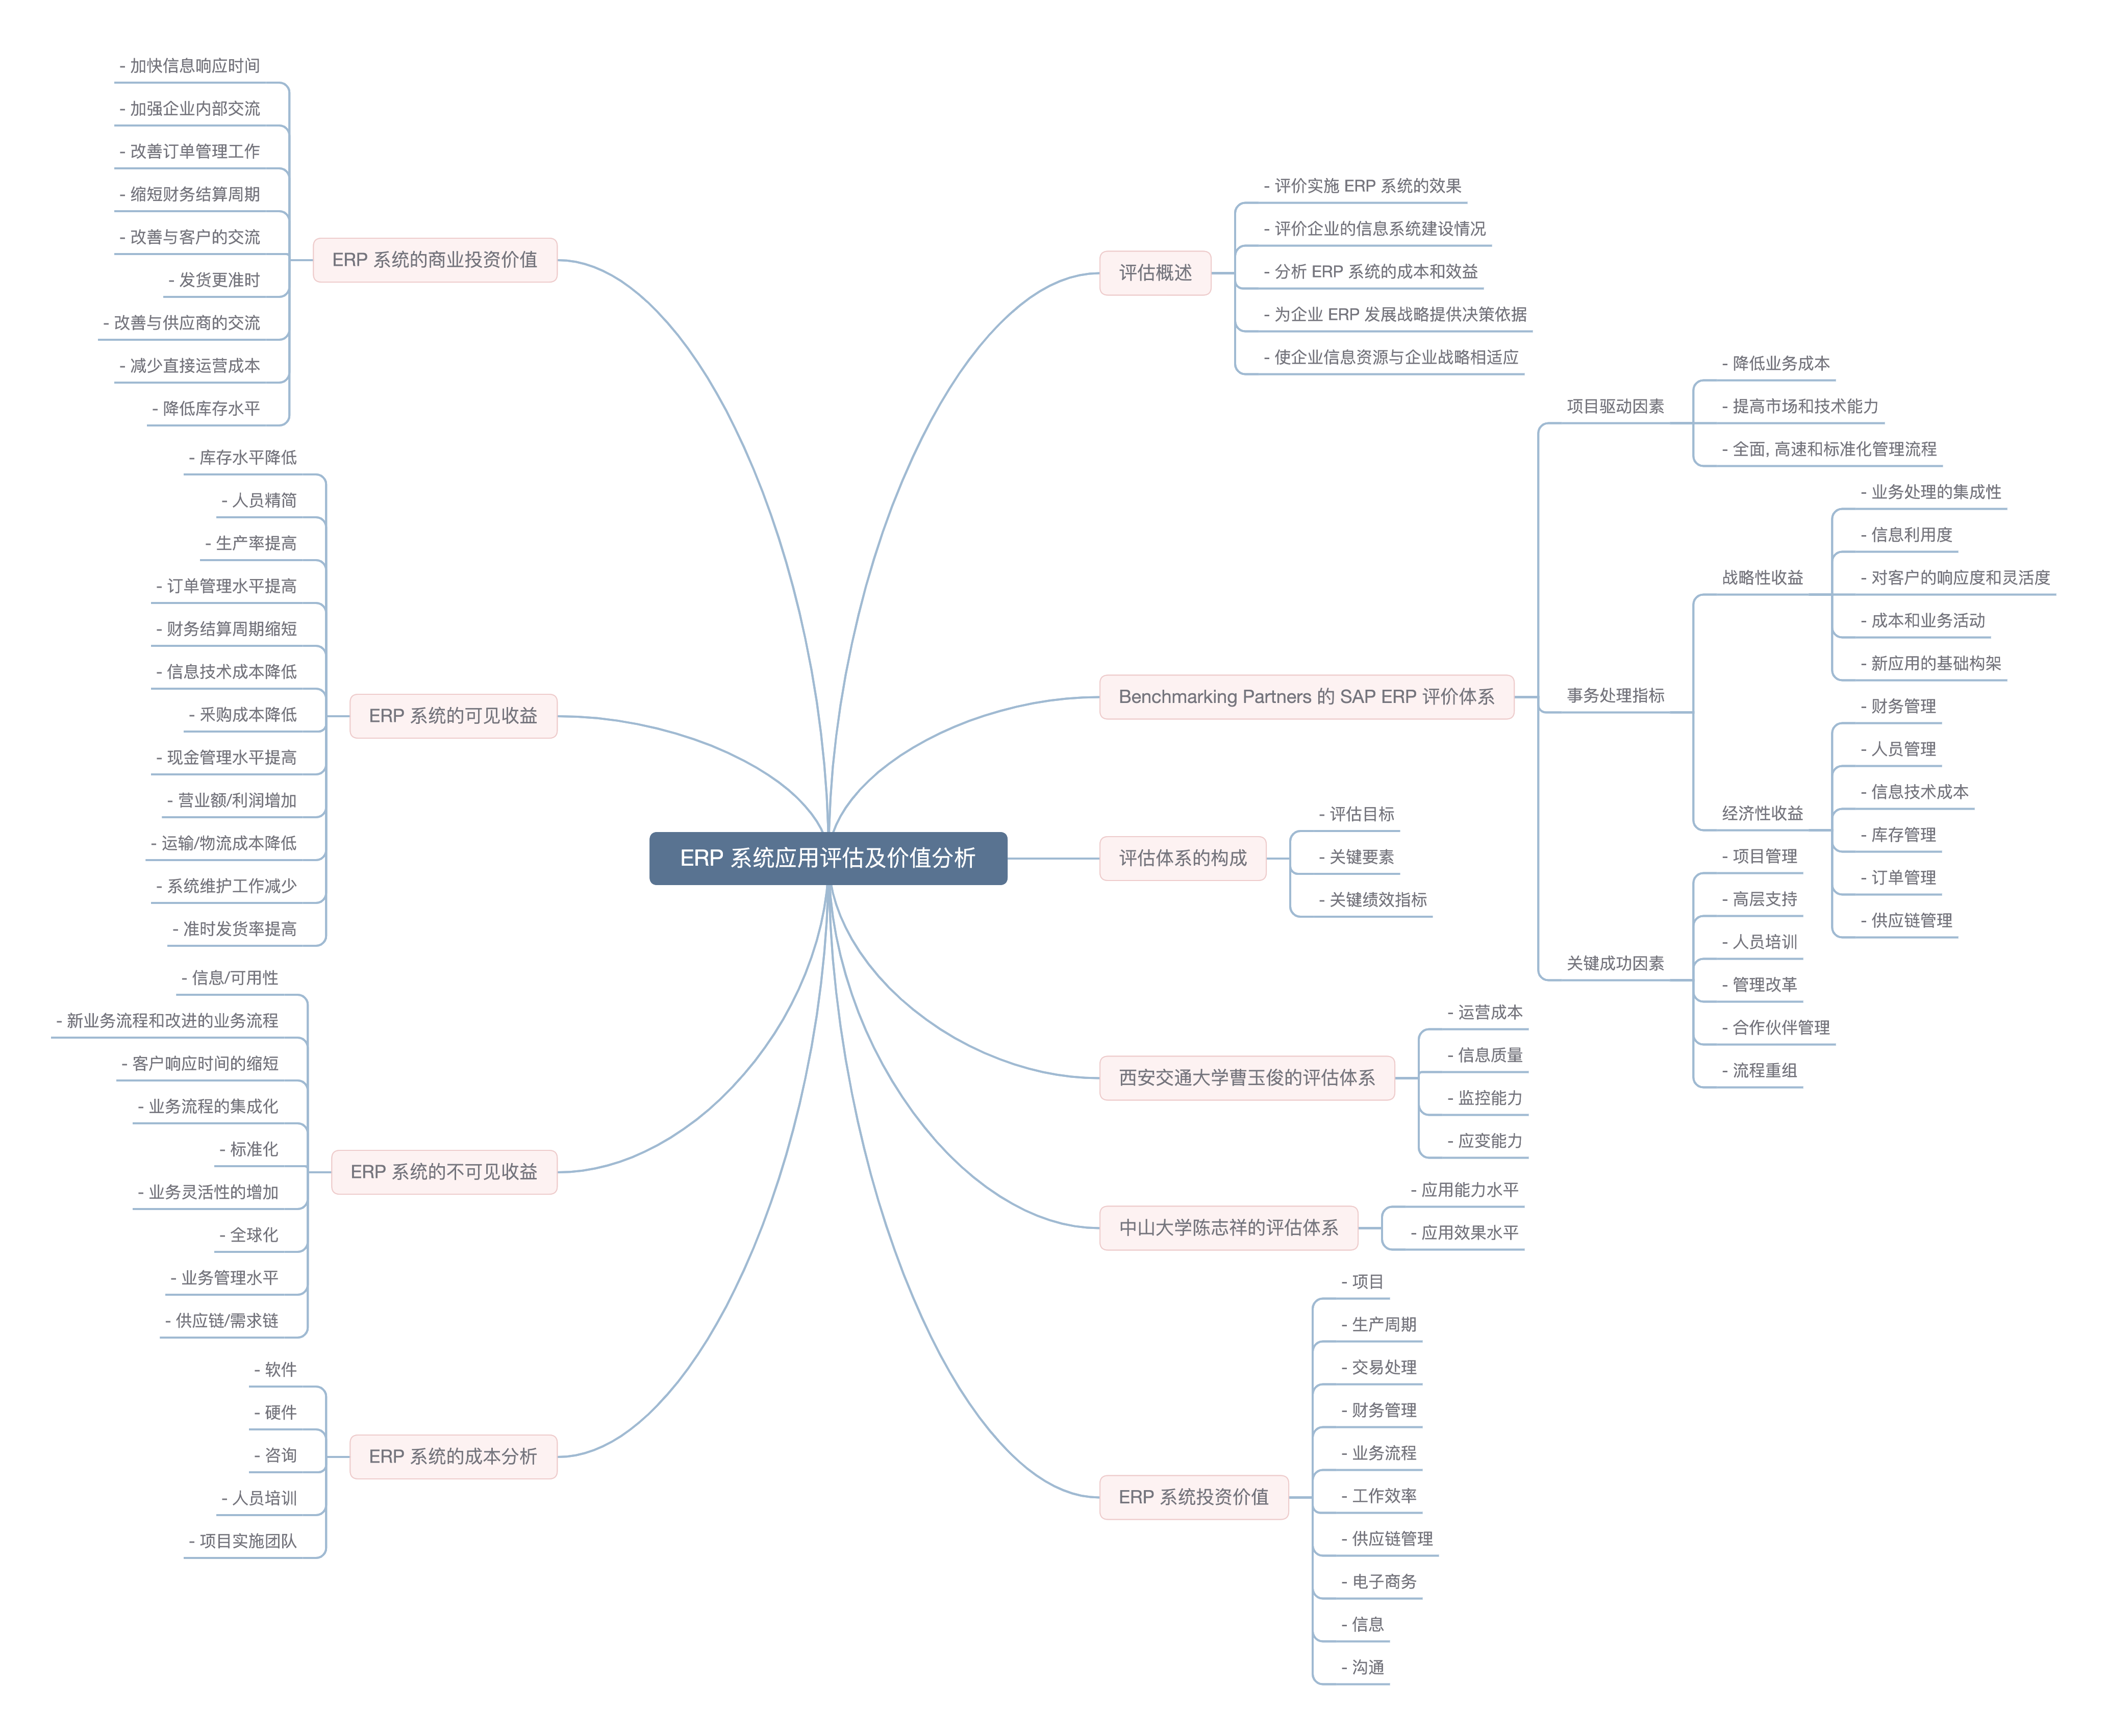 ERP 系统应用评估及价值分析
评估概述
- 评价实施 ERP 系统的效果
- 评价企业的信息系统建设情况
- 分析 ERP 系统的成本和效益
- 为企业 ERP 发展战略提供决策依据
- 使企业信息资源与企业战略相适应
Benchmarking Partners 的 SAP ERP 评价体系
项目驱动因素
- 降低业务成本
- 提高市场和技术能力
- 全面, 高速和标准化管理流程
事务处理指标
战略性收益
- 业务处理的集成性
- 信息利用度
- 对客户的响应度和灵活度
- 成本和业务活动
- 新应用的基础构架
经济性收益
- 财务管理
- 人员管理
- 信息技术成本
- 库存管理
- 订单管理
- 供应链管理
关键成功因素
- 项目管理
- 高层支持
- 人员培训
- 管理改革
- 合作伙伴管理
- 流程重组
评估体系的构成
- 评估目标
- 关键要素
- 关键绩效指标
西安交通大学曹玉俊的评估体系
- 运营成本
- 信息质量
- 监控能力
- 应变能力
中山大学陈志祥的评估体系
- 应用能力水平
- 应用效果水平
ERP 系统投资价值
- 项目
- 生产周期
- 交易处理
- 财务管理
- 业务流程
- 工作效率
- 供应链管理
- 电子商务
- 信息
- 沟通
ERP 系统的商业投资价值
- 加快信息响应时间
- 加强企业内部交流
- 改善订单管理工作
- 缩短财务结算周期
- 改善与客户的交流
- 发货更准时
- 改善与供应商的交流
- 减少直接运营成本
- 降低库存水平
ERP 系统的可见收益
- 库存水平降低
- 人员精简
- 生产率提高
- 订单管理水平提高
- 财务结算周期缩短
- 信息技术成本降低
- 釆购成本降低
- 现金管理水平提高
- 营业额/利润增加
- 运输/物流成本降低
- 系统维护工作减少
- 准时发货率提高
ERP 系统的不可见收益
- 信息/可用性
- 新业务流程和改进的业务流程
- 客户响应时间的缩短
- 业务流程的集成化
- 标准化
- 业务灵活性的增加
- 全球化
- 业务管理水平
- 供应链/需求链
ERP 系统的成本分析
- 软件
- 硬件
- 咨询
- 人员培训
- 项目实施团队